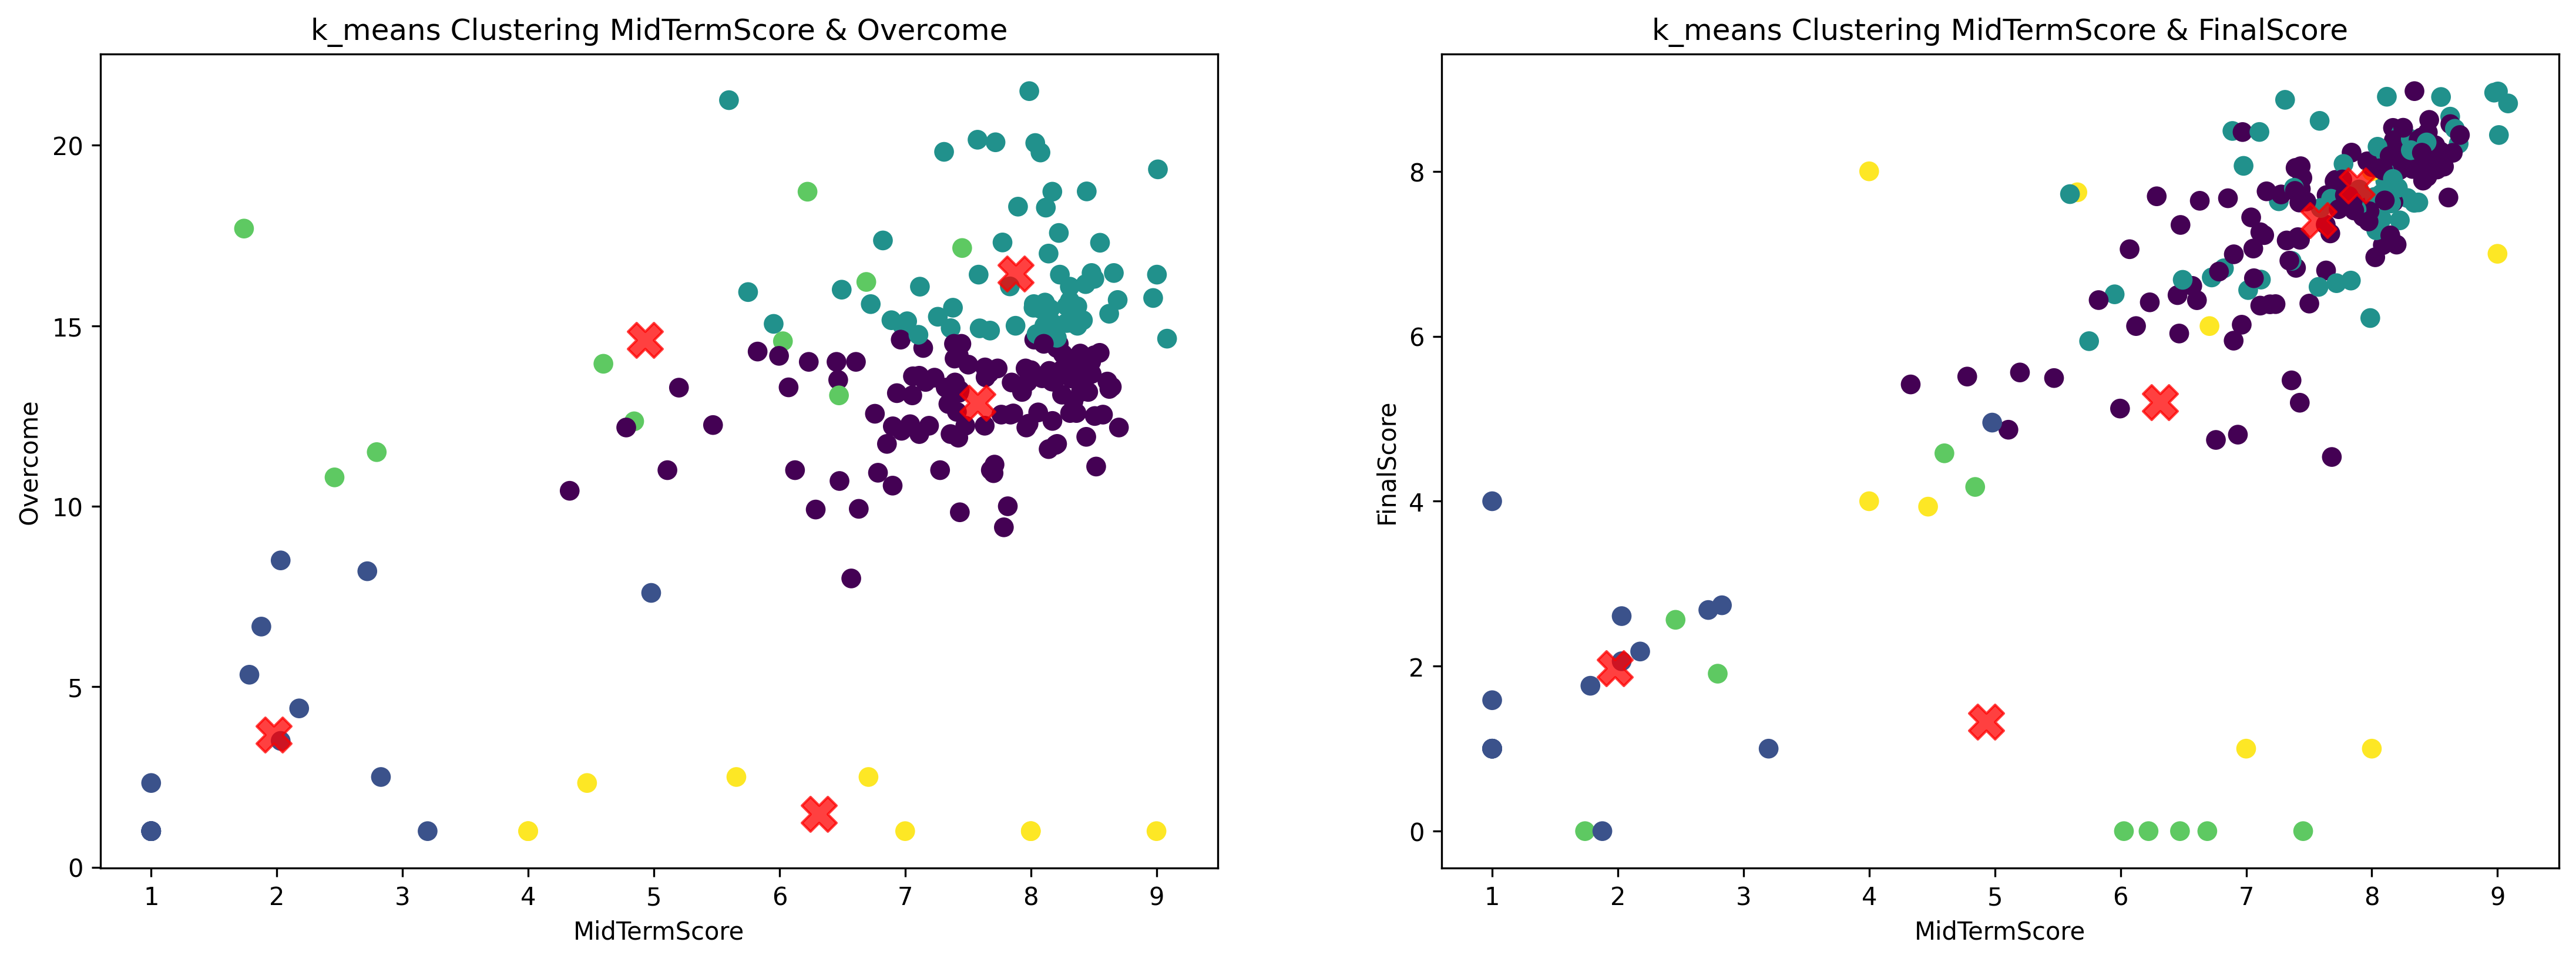 k_means Clustering MidTermScore & Overcome
20
15
10
5
0
Overcome
1 2 3 4 5 6 7 8 9
MidTermScore
k_means Clustering MidTermScore & FinalScore
8
6
4
2
0
FinalScore
1 2 3 4 5 6 7 8 9
MidTermScore